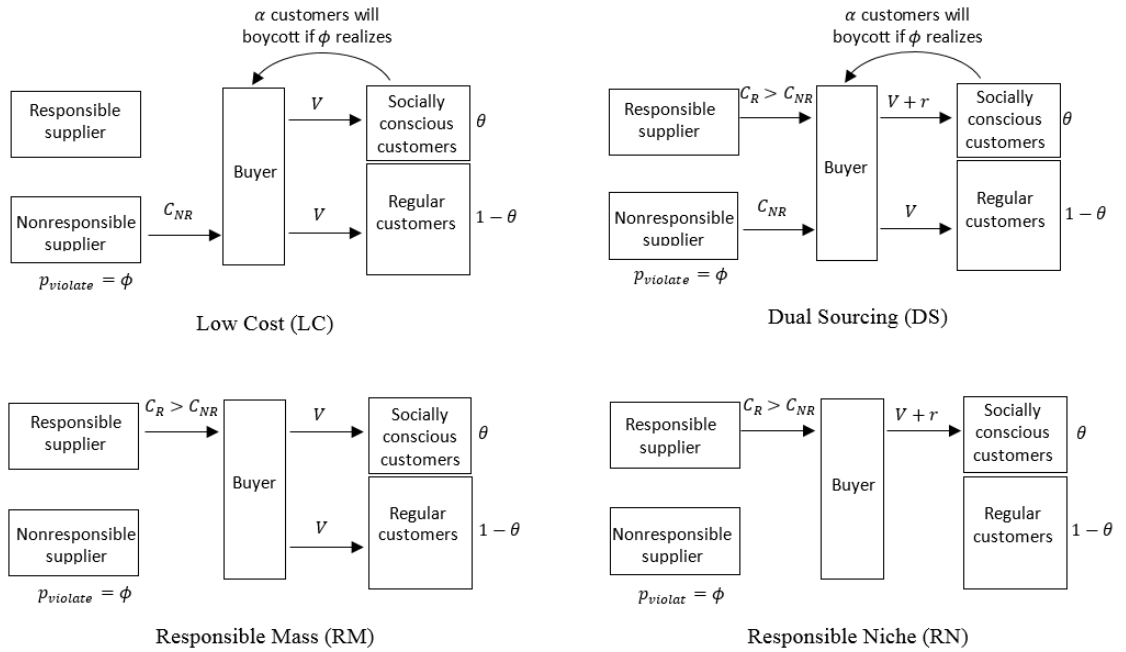 α customers will
boycott if ϕ realizes
Responsible
supplier
V
Socially
conscious
customers
θ
Buyer
Nonresponsible
supplier
C_NR
V
Regular
customers
1 − θ
p_violate = ϕ
Low Cost (LC)
α customers will
boycott if ϕ realizes
Responsible
supplier
C_R > C_NR
V + r
Socially
conscious
customers
θ
Buyer
Nonresponsible
supplier
C_NR
V
Regular
customers
1 − θ
p_violate = ϕ
Dual Sourcing (DS)
Responsible
supplier
C_R > C_NR
V
Socially
conscious
customers
θ
Buyer
Nonresponsible
supplier
V
Regular
customers
1 − θ
p_violate = ϕ
Responsible Mass (RM)
Responsible
supplier
C_R > C_NR
V + r
Socially
conscious
customers
θ
Buyer
Nonresponsible
supplier
Regular
customers
1 − θ
p_violat = ϕ
Responsible Niche (RN)